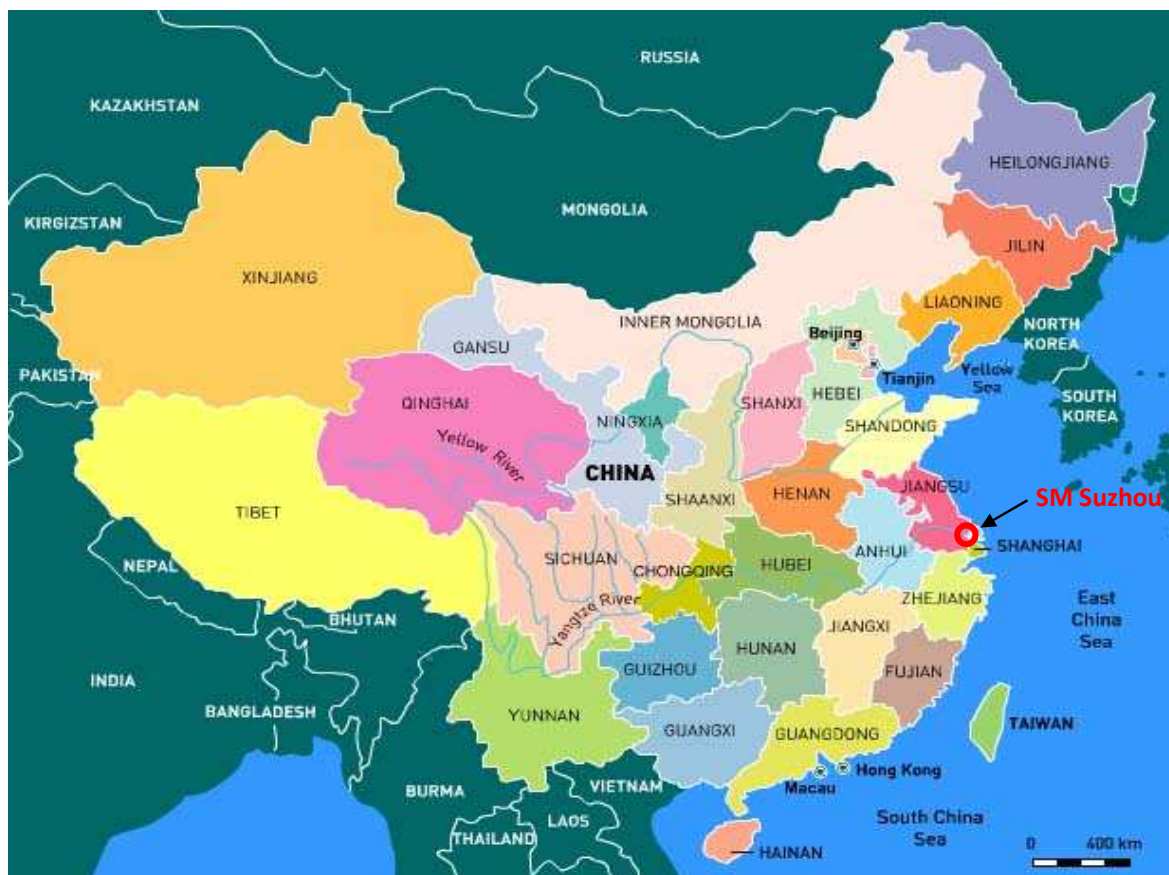 RUSSIA
KAZAKHSTAN
HEILONGJIANG
MONGOLIA
KIRGIZSTAN
JILIN
XINJIANG
LIAONING
INNER MONGOLIA
NORTH
KOREA
Beijing
GANSU
Yellow
Sea
Tianjin
PAKISTAN
HEBEI
SOUTH
KOREA
QINGHAI
SHANXI
NINGXIA
SHANDONG
Yellow River
CHINA
JIANGSU
HENAN
SHAANXI
SM Suzhou
TIBET
SHANGHAI
ANHUI
SICHUAN
HUBEI
CHONGQING
NEPAL
ZHEJIANG
East
China
Sea
Yangtze River
BHUTAN
JIANGXI
HUNAN
GUIZHOU
FUJIAN
INDIA
BANGLADESH
YUNNAN
TAIWAN
GUANGXI
GUANGDONG
Hong Kong
Macau
VIETNAM
BURMA
South China
Sea
LAOS
THAILAND
HAINAN
0 400 km